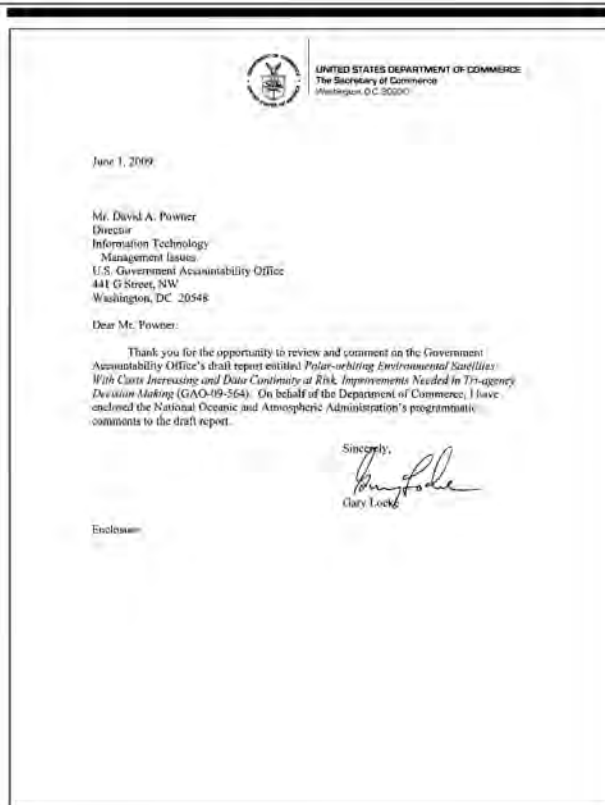 UNITED STATES DEPARTMENT OF COMMERCE
The Secretary of Commerce
Washington, D.C. 20230
June 1, 2009
Mr. David A. Powner
Director
Information Technology
Management Issues
U.S. Government Accountability Office
441 G Street, NW
Washington, DC 20548
Dear Mr. Powner:
Thank you for the opportunity to review and comment on the Government
Accountability Office's draft report entitled Polar-orbiting Environmental Satellites:
With Costs Increasing and Data Continuity at Risk, Improvements Needed in Tri-agency
Decision Making (GAO-09-564). On behalf of the Department of Commerce, I have
enclosed the National Oceanic and Atmospheric Administration's programmatic
comments to the draft report.
Sincerely,
Gary Locke
Gary Locke
Enclosure